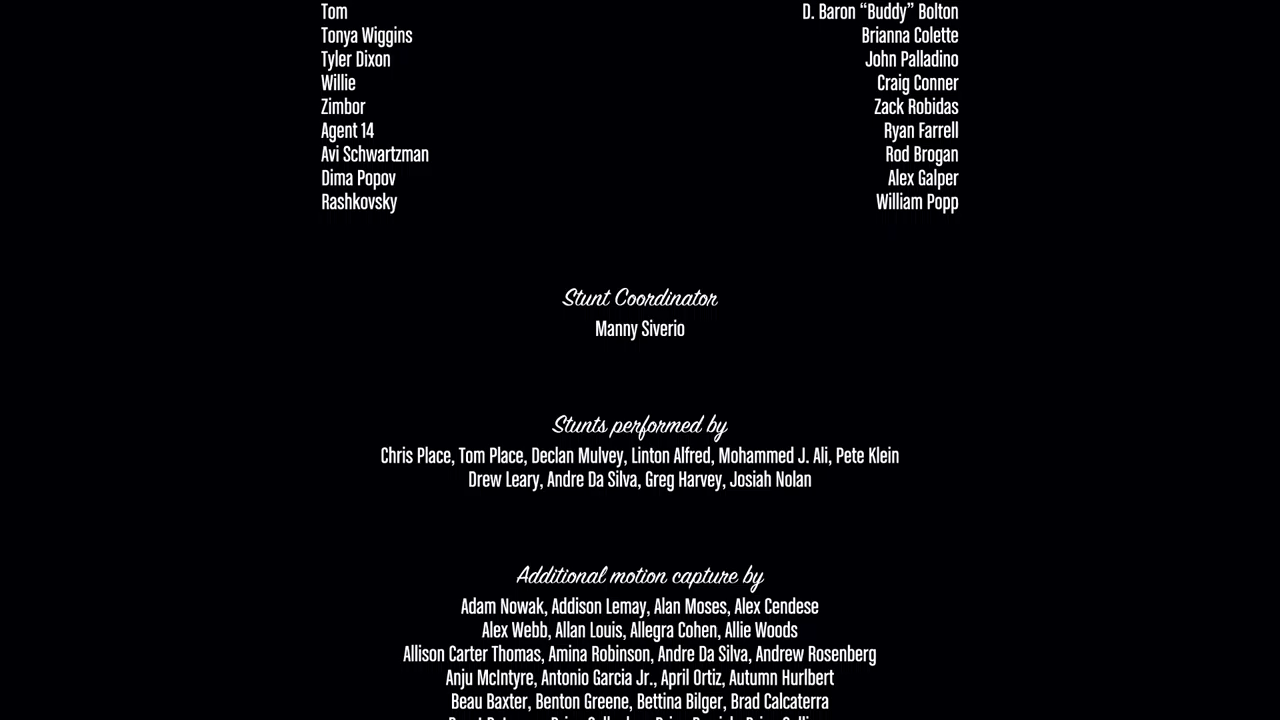 Tom D. Baron “Buddy” Bolton
Tonya Wiggins Brianna Colette
Tyler Dixon John Palladino
Willie Craig Conner
Zimbor Zack Robidas
Agent 14 Ryan Farrell
Avi Schwartzman Rod Brogan
Dima Popov Alex Galper
Rashkovsky William Popp
Stunt Coordinator
Manny Siverio
Stunts performed by
Chris Place, Tom Place, Declan Mulvey, Linton Alfred, Mohammed J. Ali, Pete Klein
Drew Leary, Andre Da Silva, Greg Harvey, Josiah Nolan
Additional motion capture by
Adam Nowak, Addison Lemay, Alan Moses, Alex Cendese
Alex Webb, Allan Louis, Allegra Cohen, Allie Woods
Allison Carter Thomas, Amina Robinson, Andre Da Silva, Andrew Rosenberg
Anju McIntyre, Antonio Garcia Jr., April Ortiz, Autumn Hurlbert
Beau Baxter, Benton Greene, Bettina Bilger, Brad Calcaterra